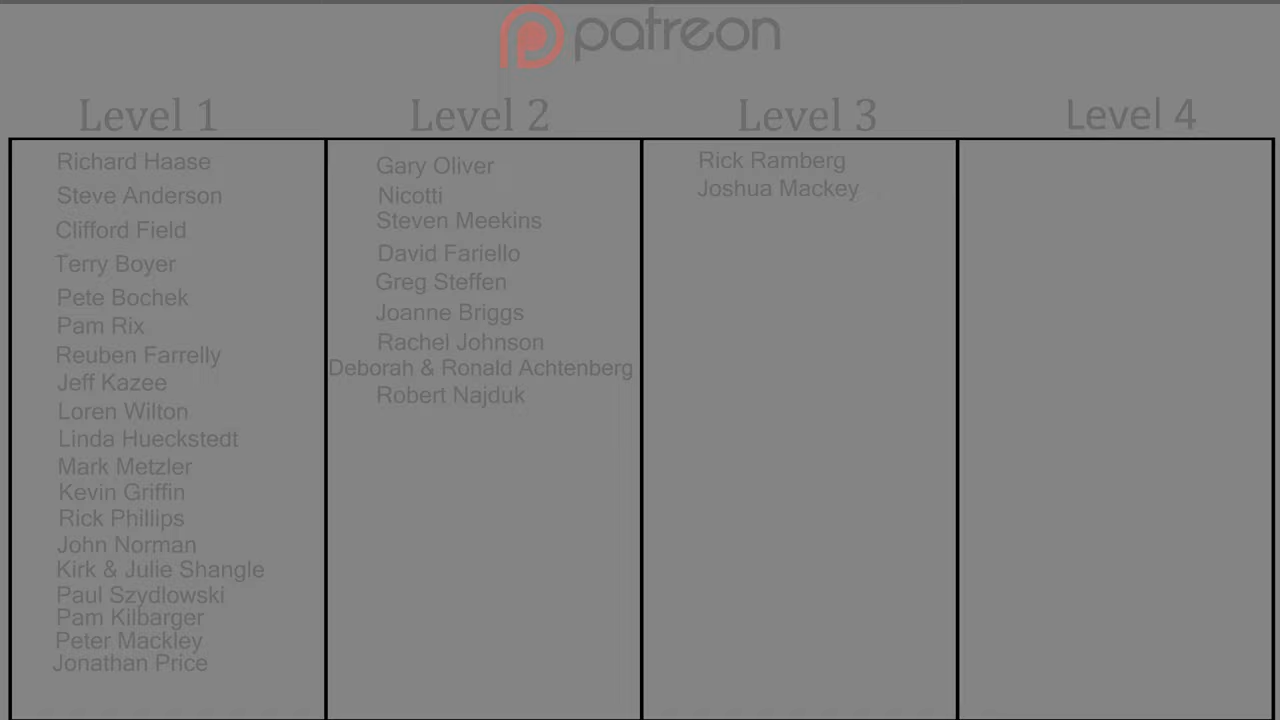 patreon
Level 1
Level 2
Level 3
Level 4
Richard Haase
Steve Anderson
Clifford Field
Terry Boyer
Pete Bochek
Pam Rix
Reuben Farrelly
Jeff Kazee
Loren Wilton
Linda Hueckstedt
Mark Metzler
Kevin Griffin
Rick Phillips
John Norman
Kirk & Julie Shangle
Paul Szydlowski
Pam Kilbarger
Peter Mackley
Jonathan Price
Gary Oliver
Nicotti
Steven Meekins
David Fariello
Greg Steffen
Joanne Briggs
Rachel Johnson
Deborah & Ronald Achtenberg
Robert Najduk
Rick Ramberg
Joshua Mackey